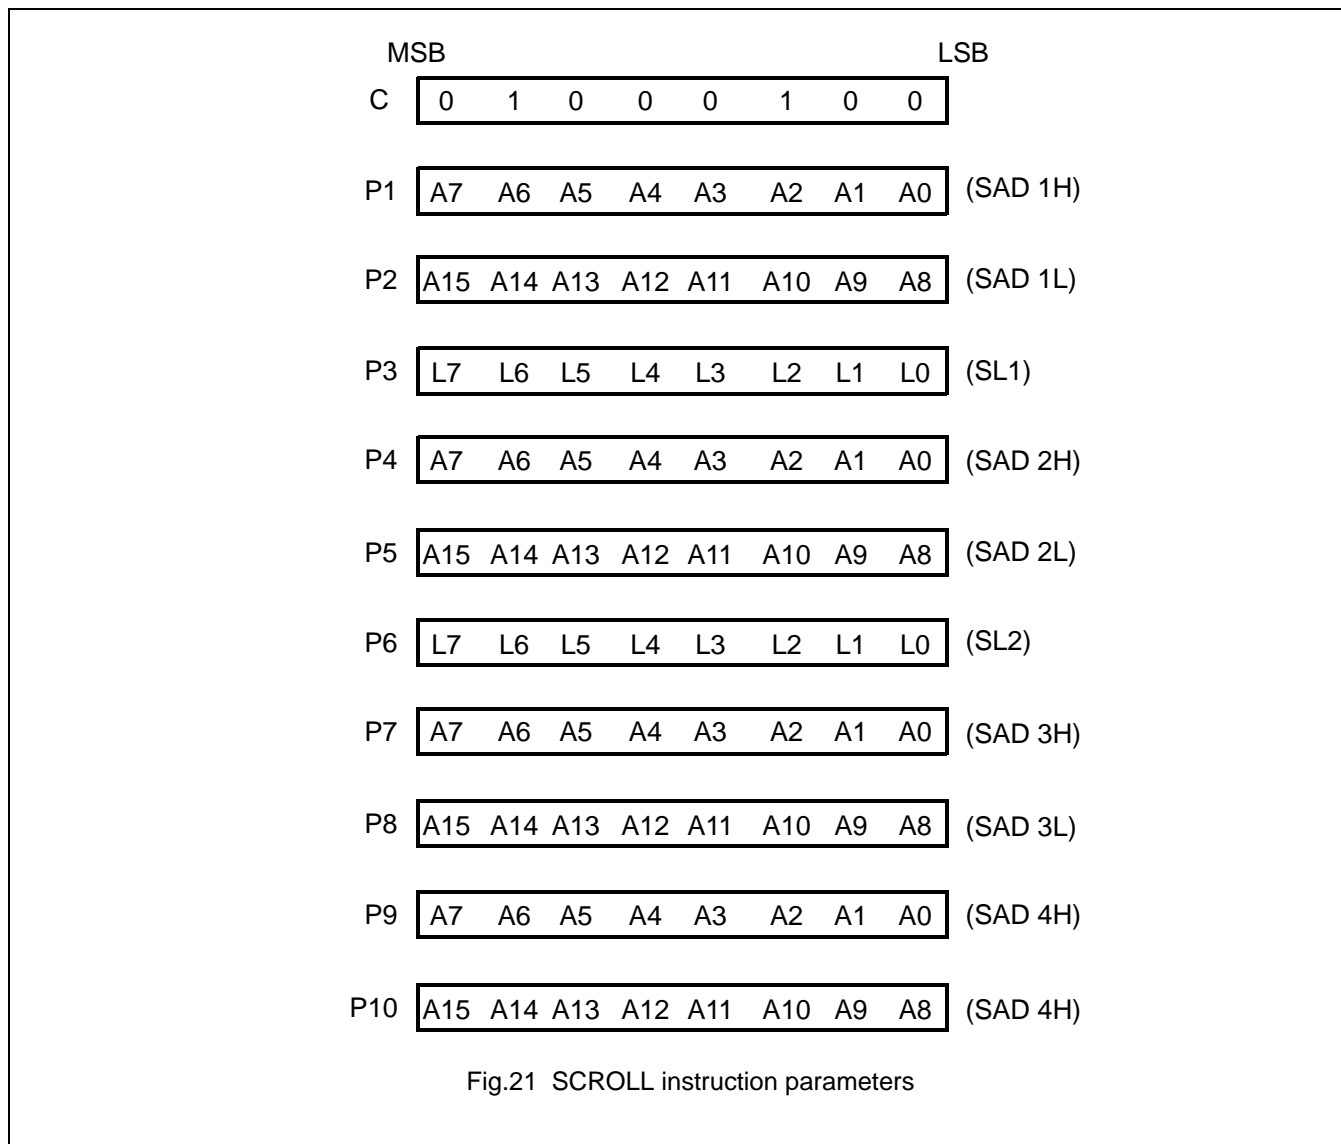 MSB LSB
C 0 1 0 0 0 1 0 0
P1 A7 A6 A5 A4 A3 A2 A1 A0 (SAD 1H)
P2 A15 A14 A13 A12 A11 A10 A9 A8 (SAD 1L)
P3 L7 L6 L5 L4 L3 L2 L1 L0 (SL1)
P4 A7 A6 A5 A4 A3 A2 A1 A0 (SAD 2H)
P5 A15 A14 A13 A12 A11 A10 A9 A8 (SAD 2L)
P6 L7 L6 L5 L4 L3 L2 L1 L0 (SL2)
P7 A7 A6 A5 A4 A3 A2 A1 A0 (SAD 3H)
P8 A15 A14 A13 A12 A11 A10 A9 A8 (SAD 3L)
P9 A7 A6 A5 A4 A3 A2 A1 A0 (SAD 4H)
P10 A15 A14 A13 A12 A11 A10 A9 A8 (SAD 4H)
Fig.21 SCROLL instruction parameters